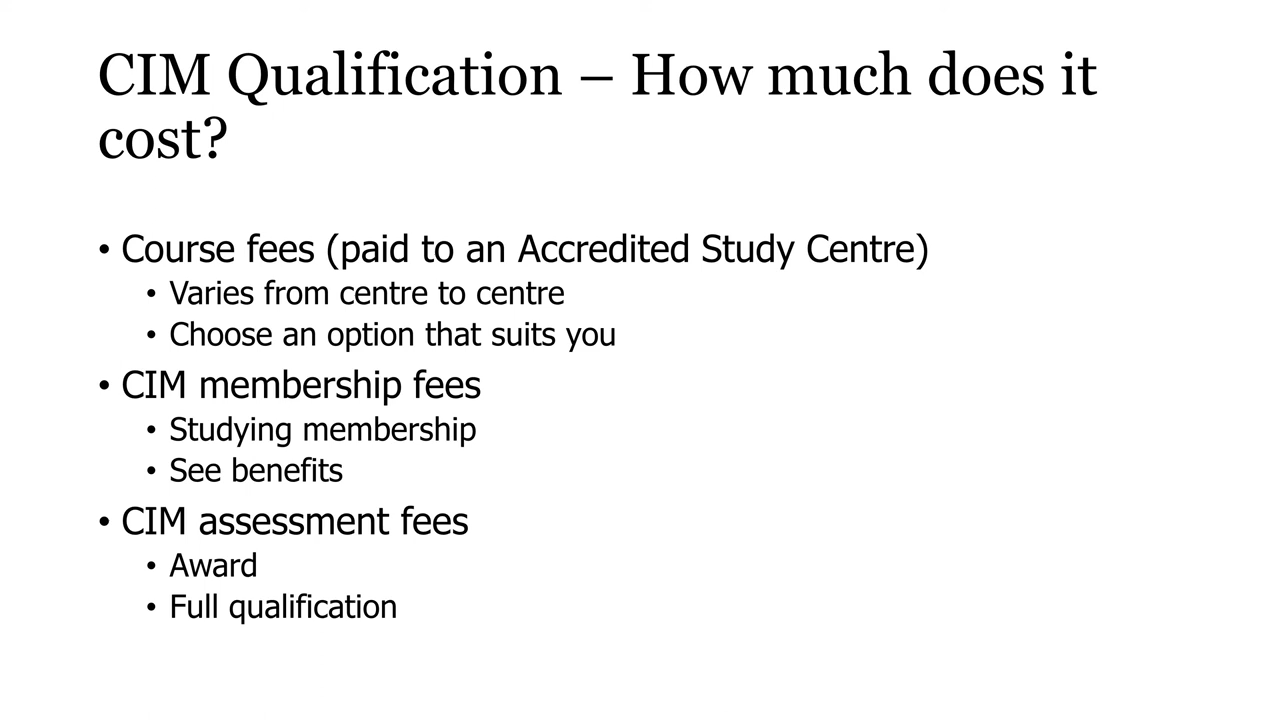 CIM Qualification – How much does it
cost?
• Course fees (paid to an Accredited Study Centre)
• Varies from centre to centre
• Choose an option that suits you
• CIM membership fees
• Studying membership
• See benefits
• CIM assessment fees
• Award
• Full qualification